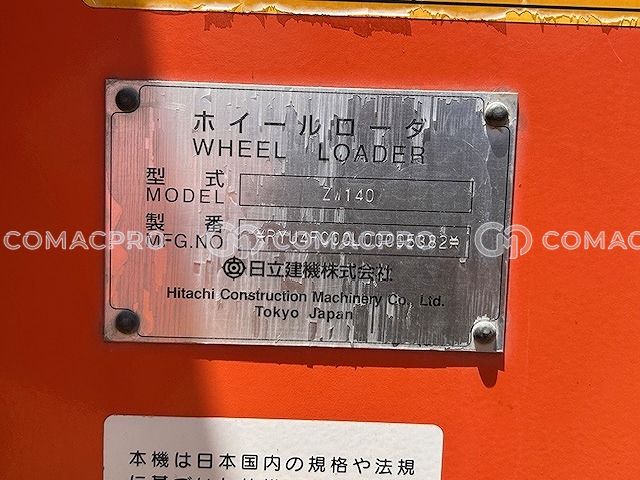 ホイールローダ
WHEEL LOADER
型式
MODEL ZW140
製番
MFG.NO
日立建機株式会社
Hitachi Construction Machinery Co., Ltd.
Tokyo Japan
COMACPRO
本機は日本国内の規格や法規